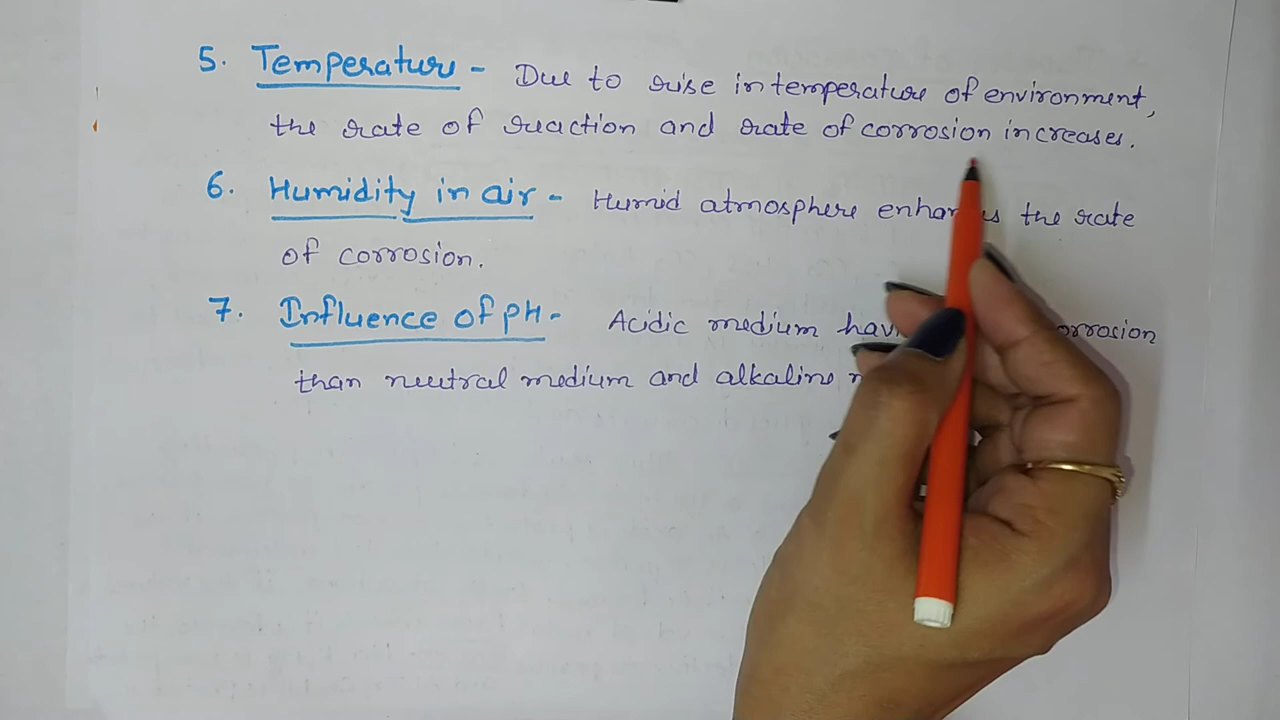 5. Temperature - Due to rise in temperature of environment,
the rate of reaction and rate of corrosion increases.
6. Humidity in air - Humid atmosphere the rate
of corrosion.
7. Influence of pH - Acidic medium
than neutral medium and alkaline